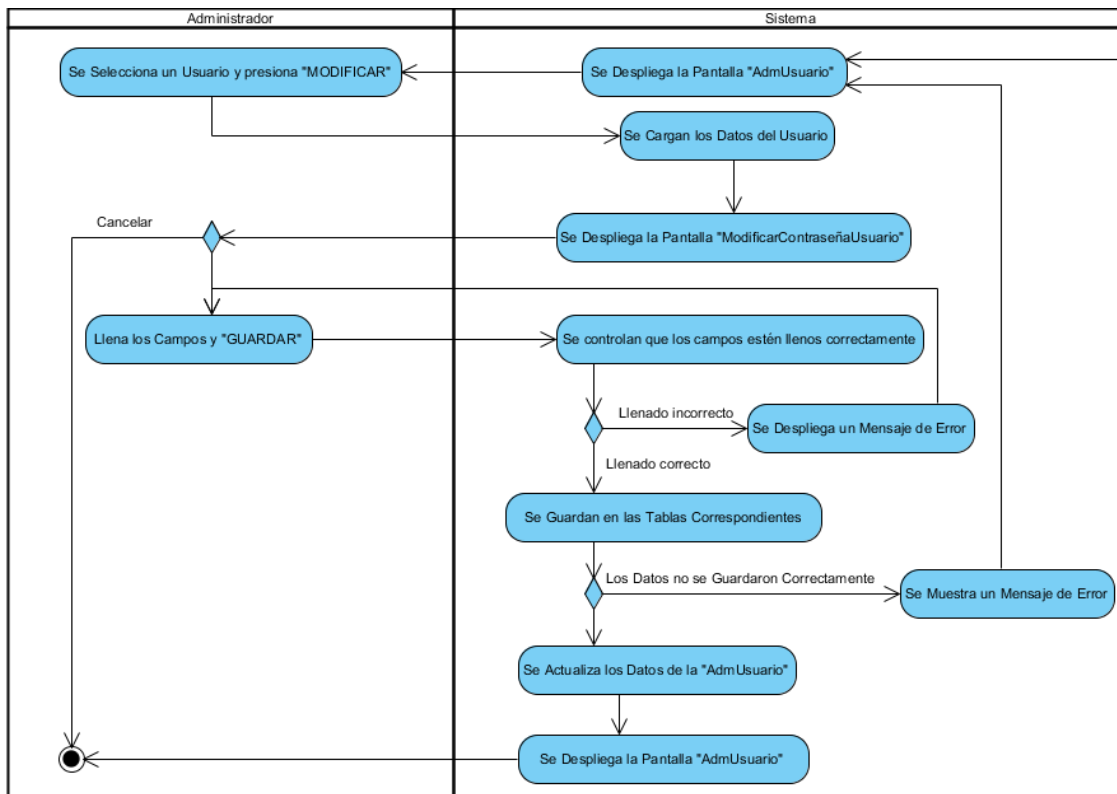 Administrador
Sistema
Se Selecciona un Usuario y presiona "MODIFICAR"
Se Despliega la Pantalla "AdmUsuario"
Se Cargan los Datos del Usuario
Cancelar
Se Despliega la Pantalla "ModificarContraseñaUsuario"
Llena los Campos y "GUARDAR"
Se controlan que los campos estén llenos correctamente
Llenado incorrecto
Se Despliega un Mensaje de Error
Llenado correcto
Se Guardan en las Tablas Correspondientes
Los Datos no se Guardaron Correctamente
Se Muestra un Mensaje de Error
Se Actualiza los Datos de la "AdmUsuario"
Se Despliega la Pantalla "AdmUsuario"